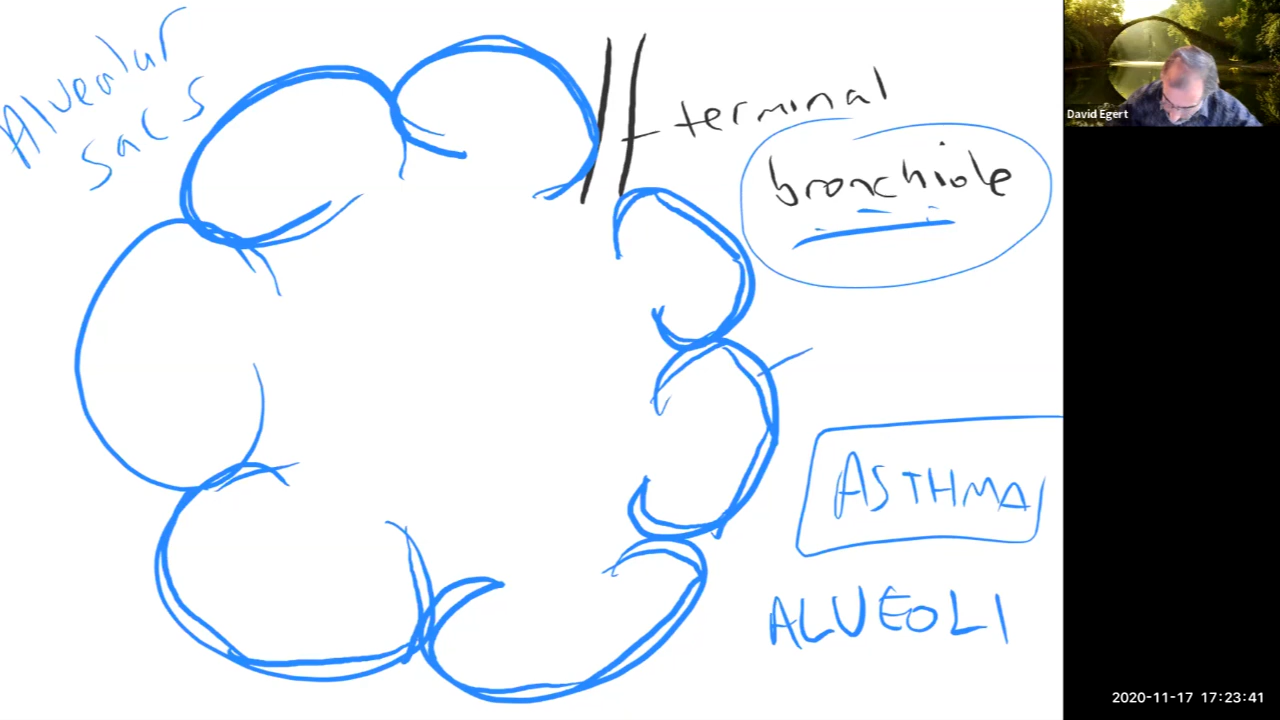 Alveolar
sacs
terminal
bronchiole
ASTHMA
ALVEOLI
David Egert
2020-11-17 17:23:41